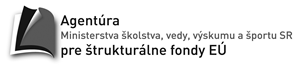 Agentúra
Ministerstva školstva, vedy, výskumu a športu SR
pre štrukturálne fondy EÚ